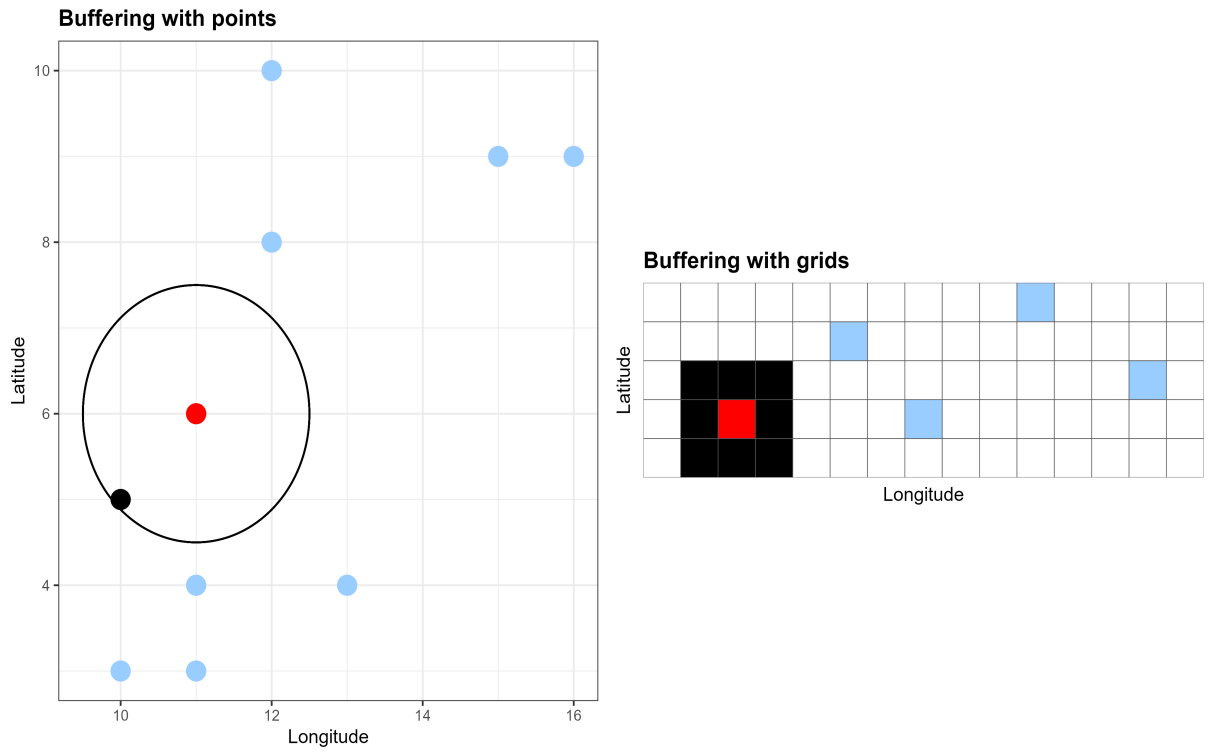 Buffering with points
10
8
6
4
Latitude
10 12 14 16
Longitude
Buffering with grids
Latitude
Longitude